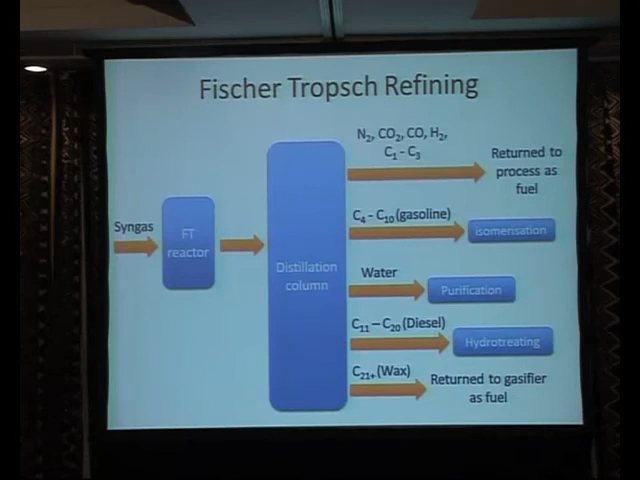 Fischer Tropsch Refining
N₂, CO₂, CO, H₂,
C₁ - C₃
Returned to
process as
fuel
Syngas
FT
reactor
C₄ - C₁₀ (gasoline)
isomerisation
Distillation
column
Water
Purification
C₁₁ – C₂₀ (Diesel)
Hydrotreating
C₂₁₊ (Wax)
Returned to gasifier
as fuel